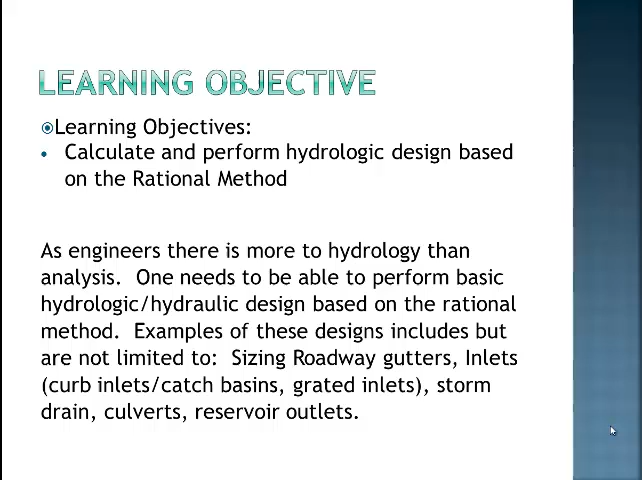 LEARNING OBJECTIVE
Learning Objectives:
• Calculate and perform hydrologic design based
on the Rational Method
As engineers there is more to hydrology than
analysis. One needs to be able to perform basic
hydrologic/hydraulic design based on the rational
method. Examples of these designs includes but
are not limited to: Sizing Roadway gutters, Inlets
(curb inlets/catch basins, grated inlets), storm
drain, culverts, reservoir outlets.